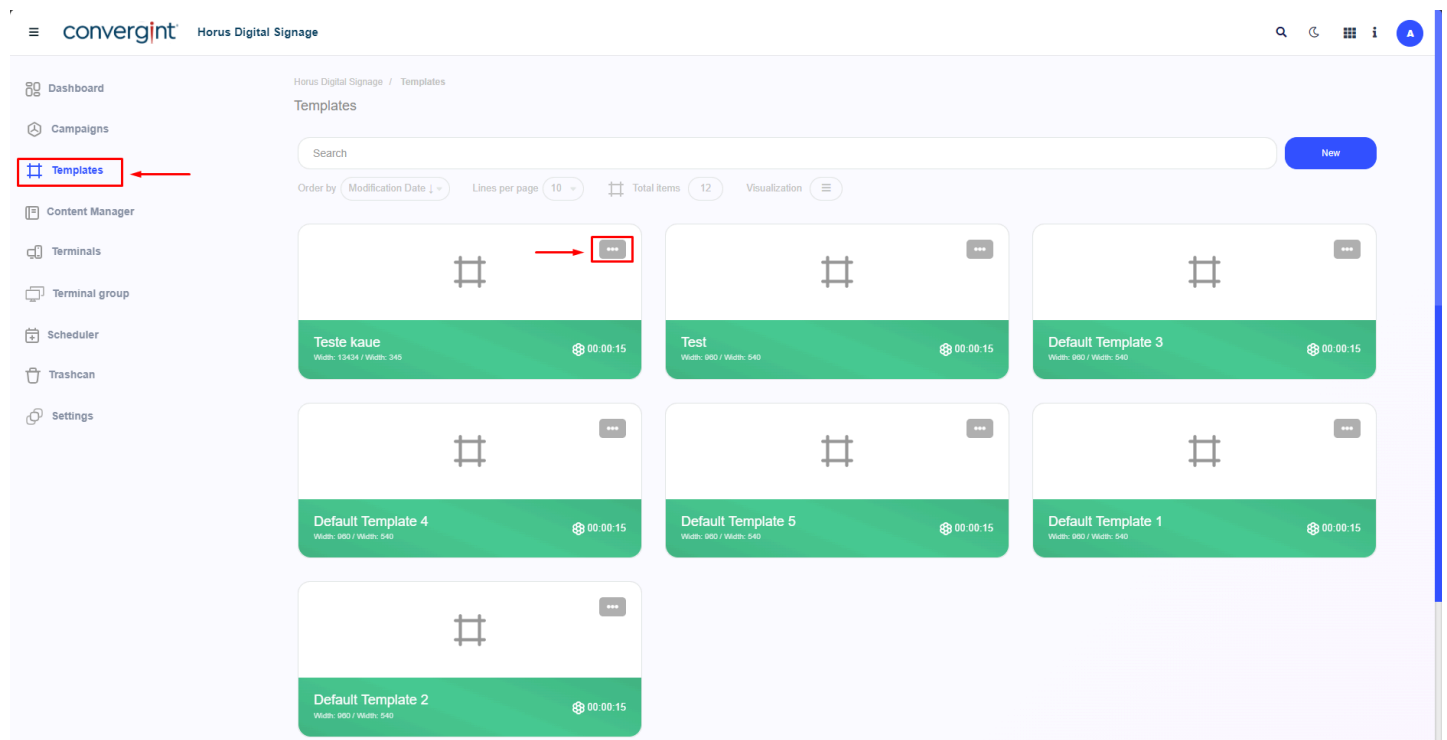 convergint Horus Digital Signage
A
Dashboard
Campaigns
Templates
Content Manager
Terminals
Terminal group
Scheduler
Trashcan
Settings
Horus Digital Signage / Templates
Templates
Search
New
Order by Modification Date ↓ Lines per page 10 Total items 12 Visualization
Teste kaue
Width: 13434 / Width: 345
00:00:15
Test
Width: 960 / Width: 540
00:00:15
Default Template 3
Width: 960 / Width: 540
00:00:15
Default Template 4
Width: 960 / Width: 540
00:00:15
Default Template 5
Width: 960 / Width: 540
00:00:15
Default Template 1
Width: 960 / Width: 540
00:00:15
Default Template 2
Width: 960 / Width: 540
00:00:15